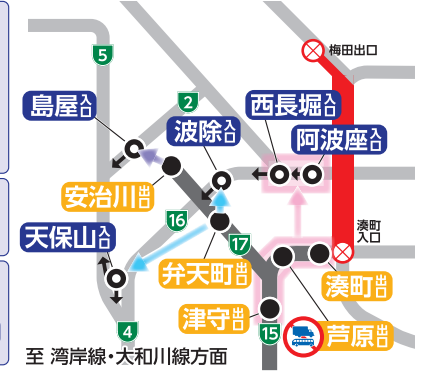 梅田出口
5
島屋入口
2
西長堀入口
波除入口
阿波座入口
安治川出口
16
湊町
入口
天保山入口
17
弁天町出口
湊町出口
津守出口
芦原出口
4
15
至 湾岸線・大和川線方面